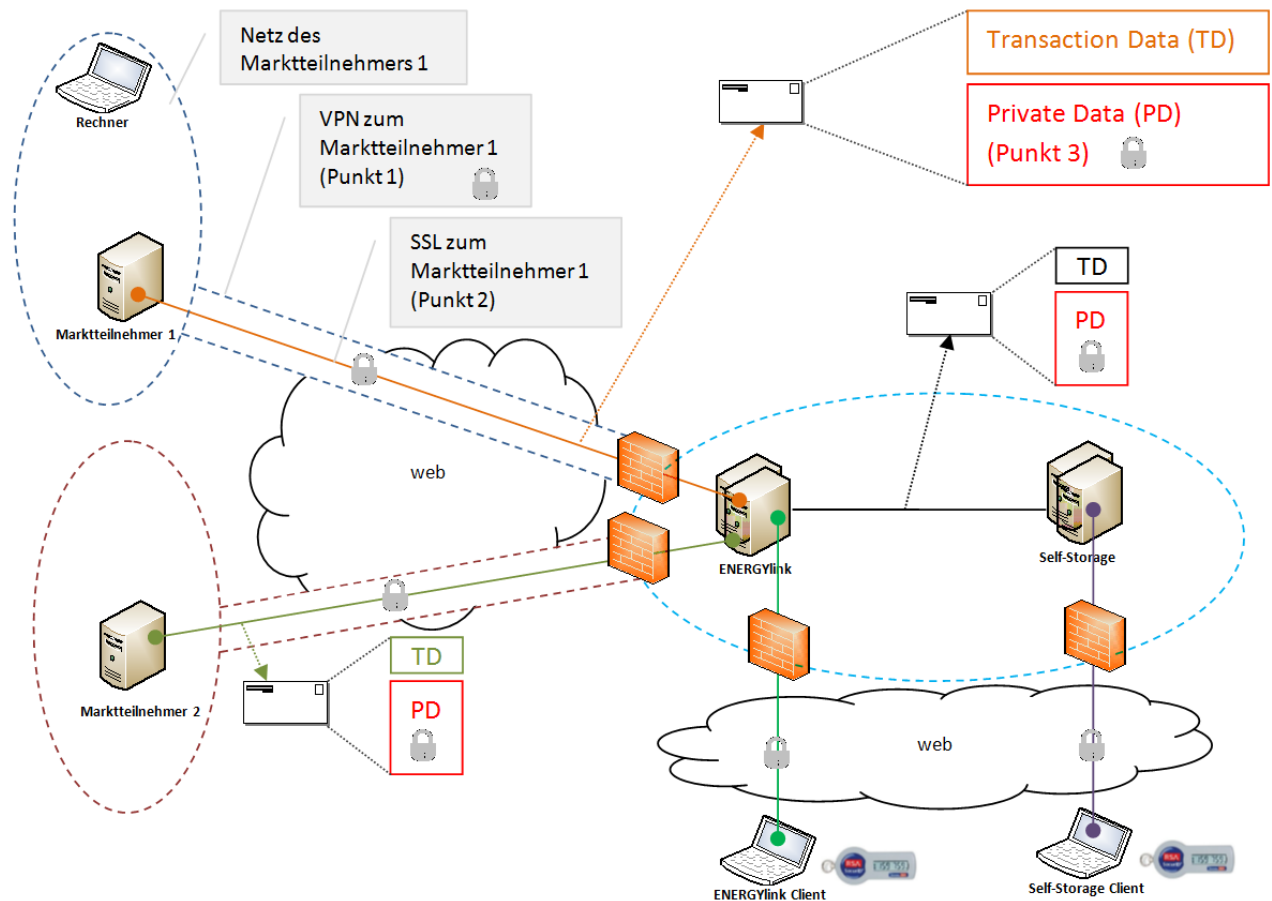 Netz des
Marktteilnehmers 1
Rechner
VPN zum
Marktteilnehmer 1
(Punkt 1)
SSL zum
Marktteilnehmer 1
(Punkt 2)
Transaction Data (TD)
Private Data (PD)
(Punkt 3)
TD
PD
Marktteilnehmer 1
web
ENERGYlink
Self-Storage
Marktteilnehmer 2
TD
PD
web
RSA
ENERGYlink Client
RSA
Self-Storage Client